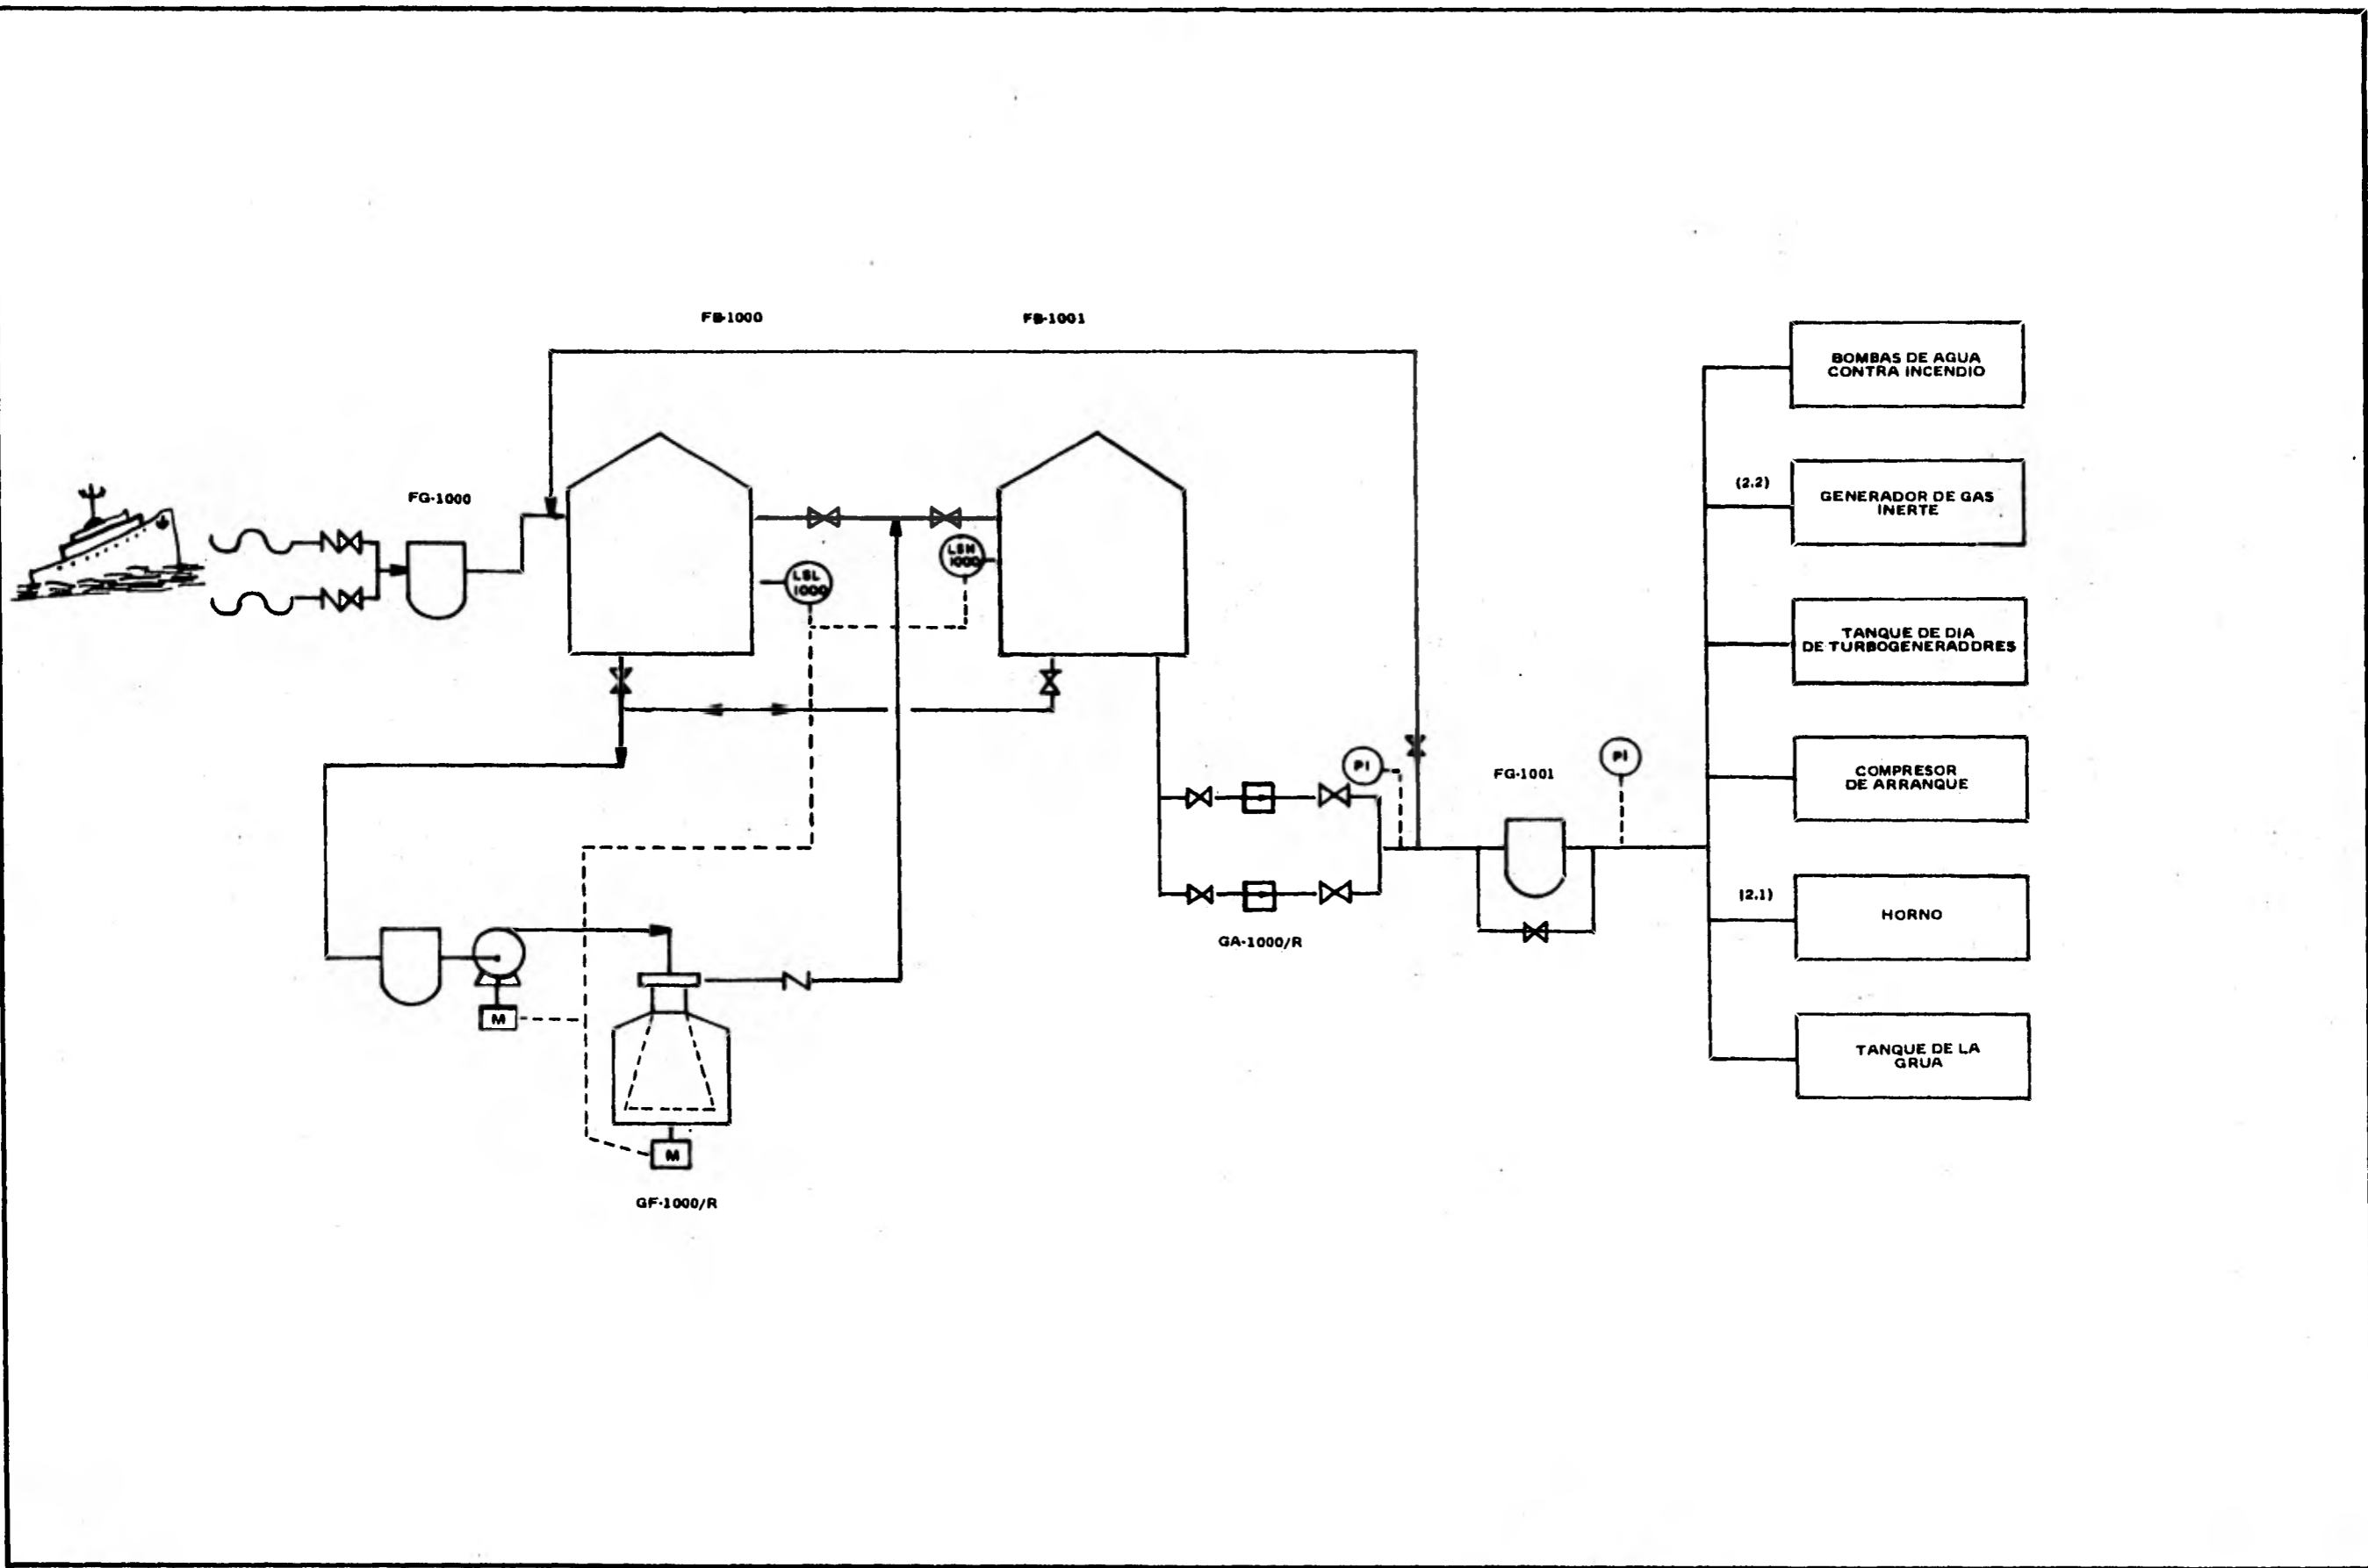 FB-1000
FB-1001
FG-1000
LSL
1000
LSH
1000
PI
FG-1001
PI
GA-1000/R
M
M
GF-1000/R
BOMBAS DE AGUA
CONTRA INCENDIO
(2.2)
GENERADOR DE GAS
INERTE
TANQUE DE DIA
DE TURBOGENERADORES
COMPRESOR
DE ARRANQUE
(2.1)
HORNO
TANQUE DE LA
GRUA